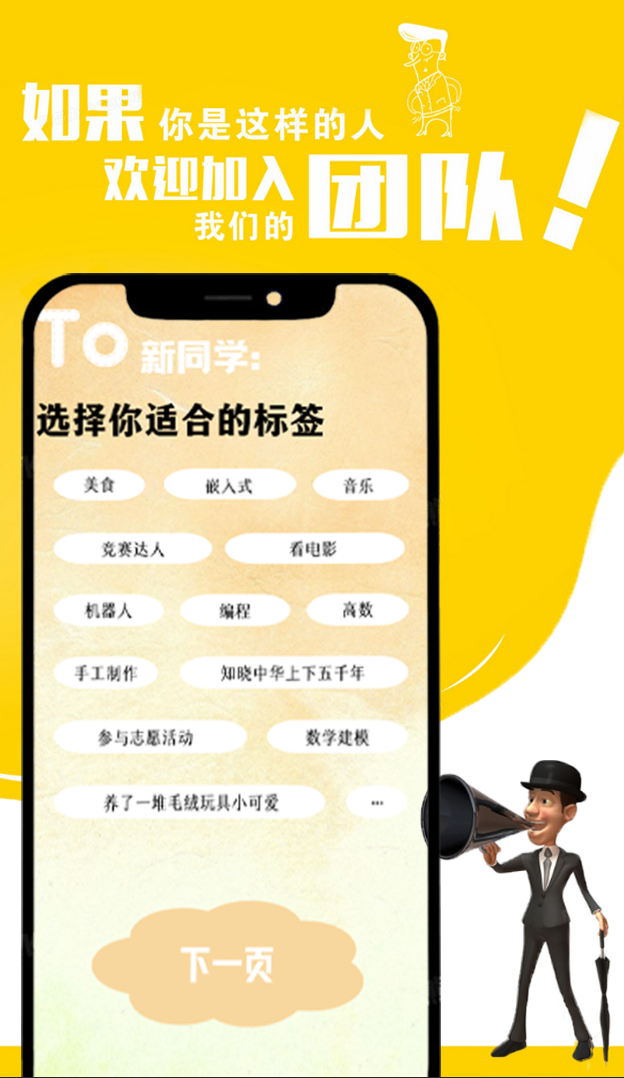 如果 你是这样的人
欢迎加入
我们的 团队！
To 新同学:
选择你适合的标签
美食 嵌入式 音乐
竞赛达人 看电影
机器人 编程 高数
手工制作 知晓中华上下五千年
参与志愿活动 数学建模
养了一堆毛绒玩具小可爱 ...
下一页